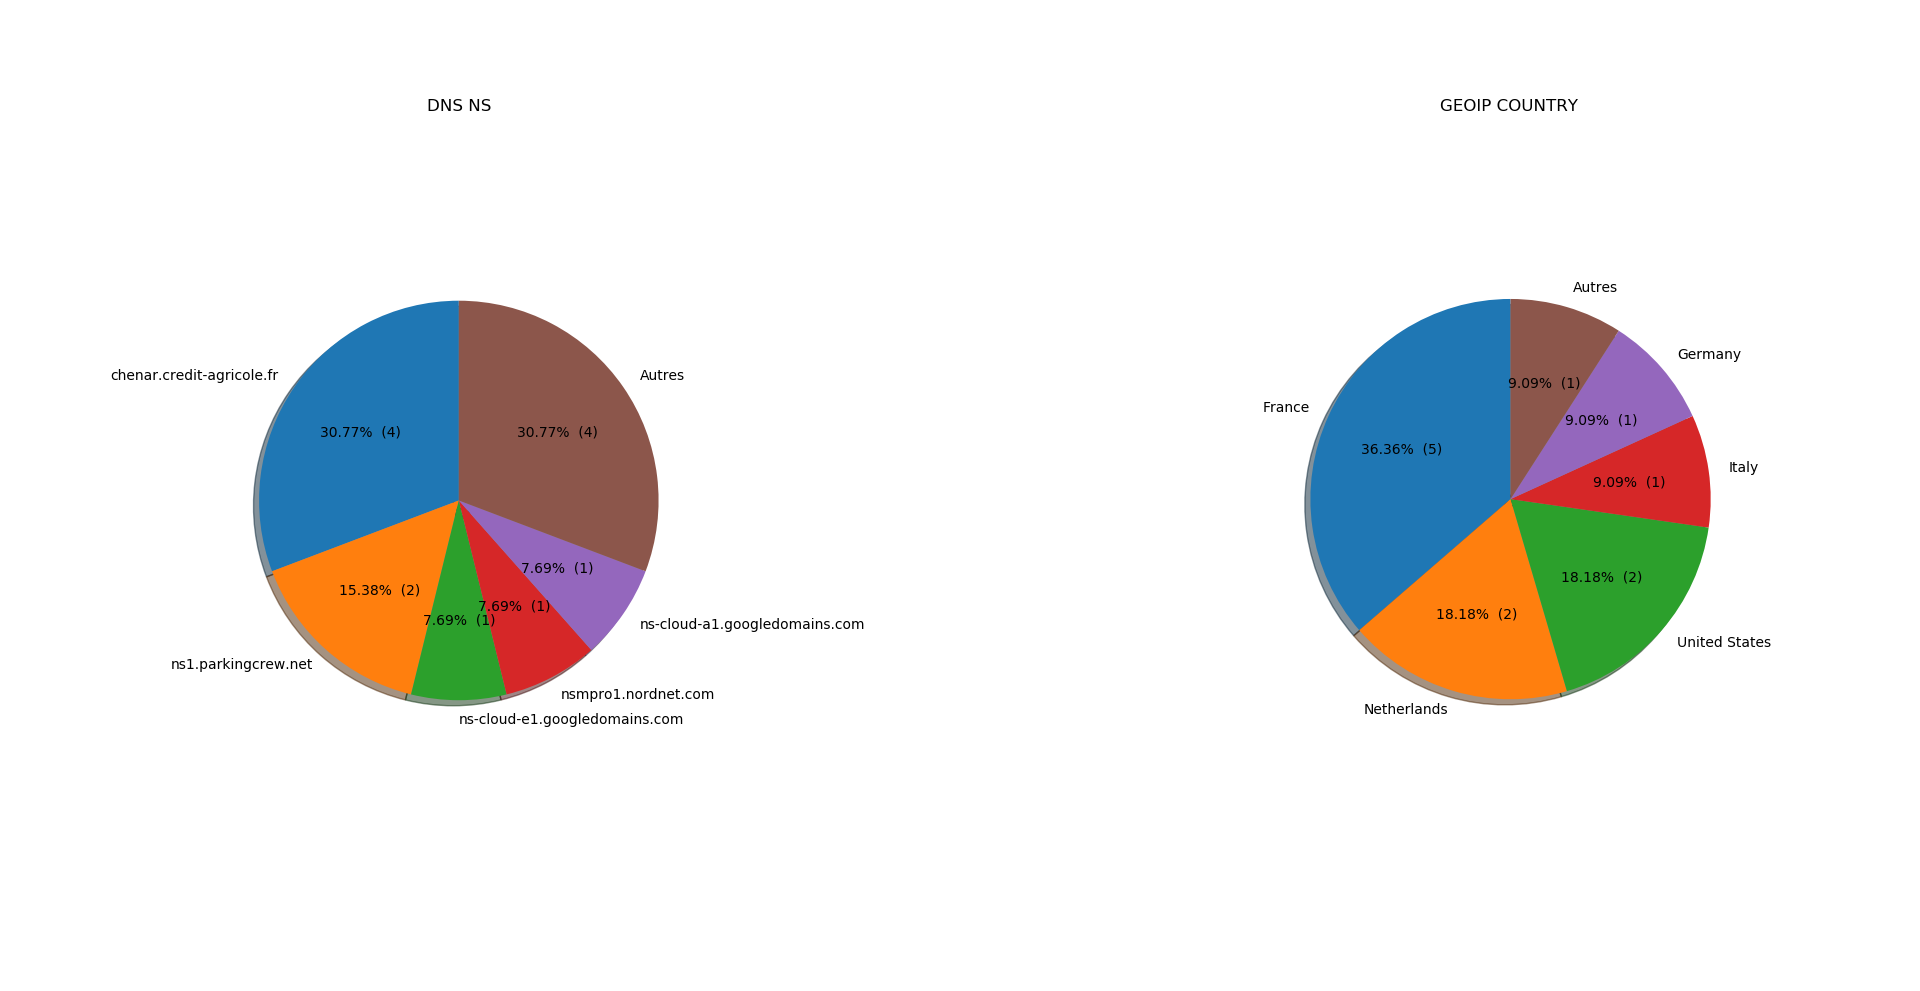 DNS NS
chenar.credit-agricole.fr
30.77%  (4)
ns1.parkingcrew.net
15.38%  (2)
ns-cloud-e1.googledomains.com
7.69%  (1)
nsmpro1.nordnet.com
7.69%  (1)
ns-cloud-a1.googledomains.com
7.69%  (1)
Autres
30.77%  (4)
GEOIP COUNTRY
France
36.36%  (5)
Netherlands
18.18%  (2)
United States
18.18%  (2)
Italy
9.09%  (1)
Germany
9.09%  (1)
Autres
9.09%  (1)